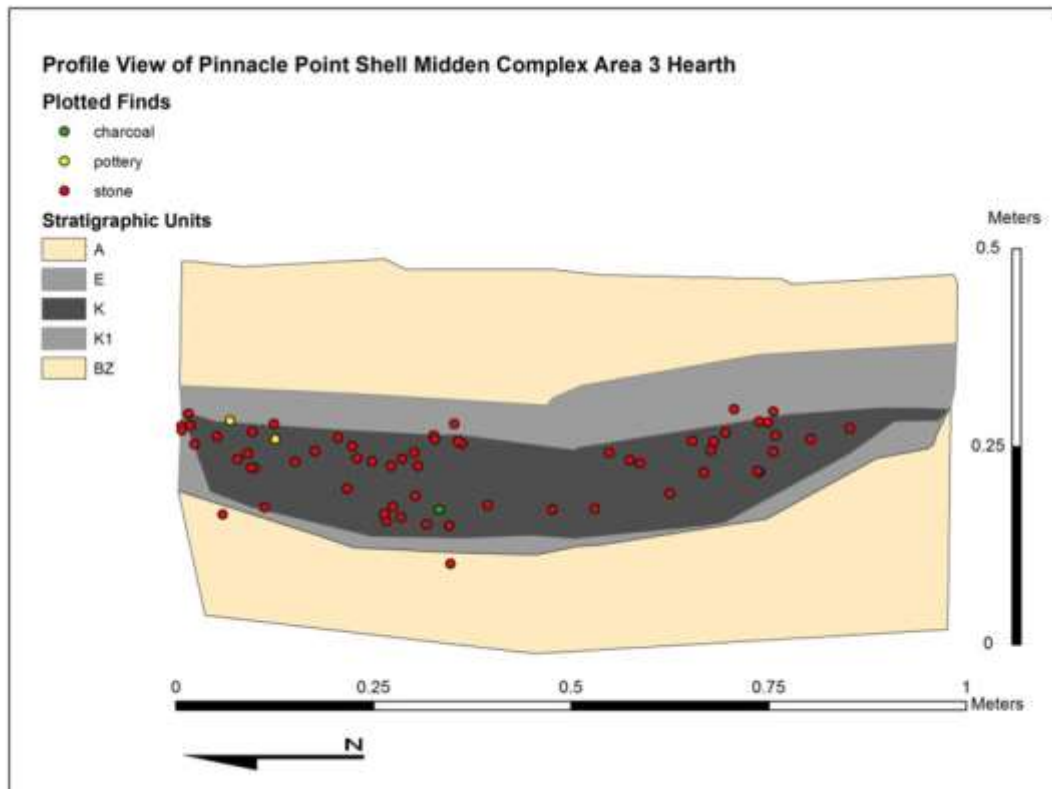 Profile View of Pinnacle Point Shell Midden Complex Area 3 Hearth
Plotted Finds
charcoal
pottery
stone
Stratigraphic Units
A
E
K
K1
BZ
Meters
0.5
0.25
0
0 0.25 0.5 0.75 1
Meters
N